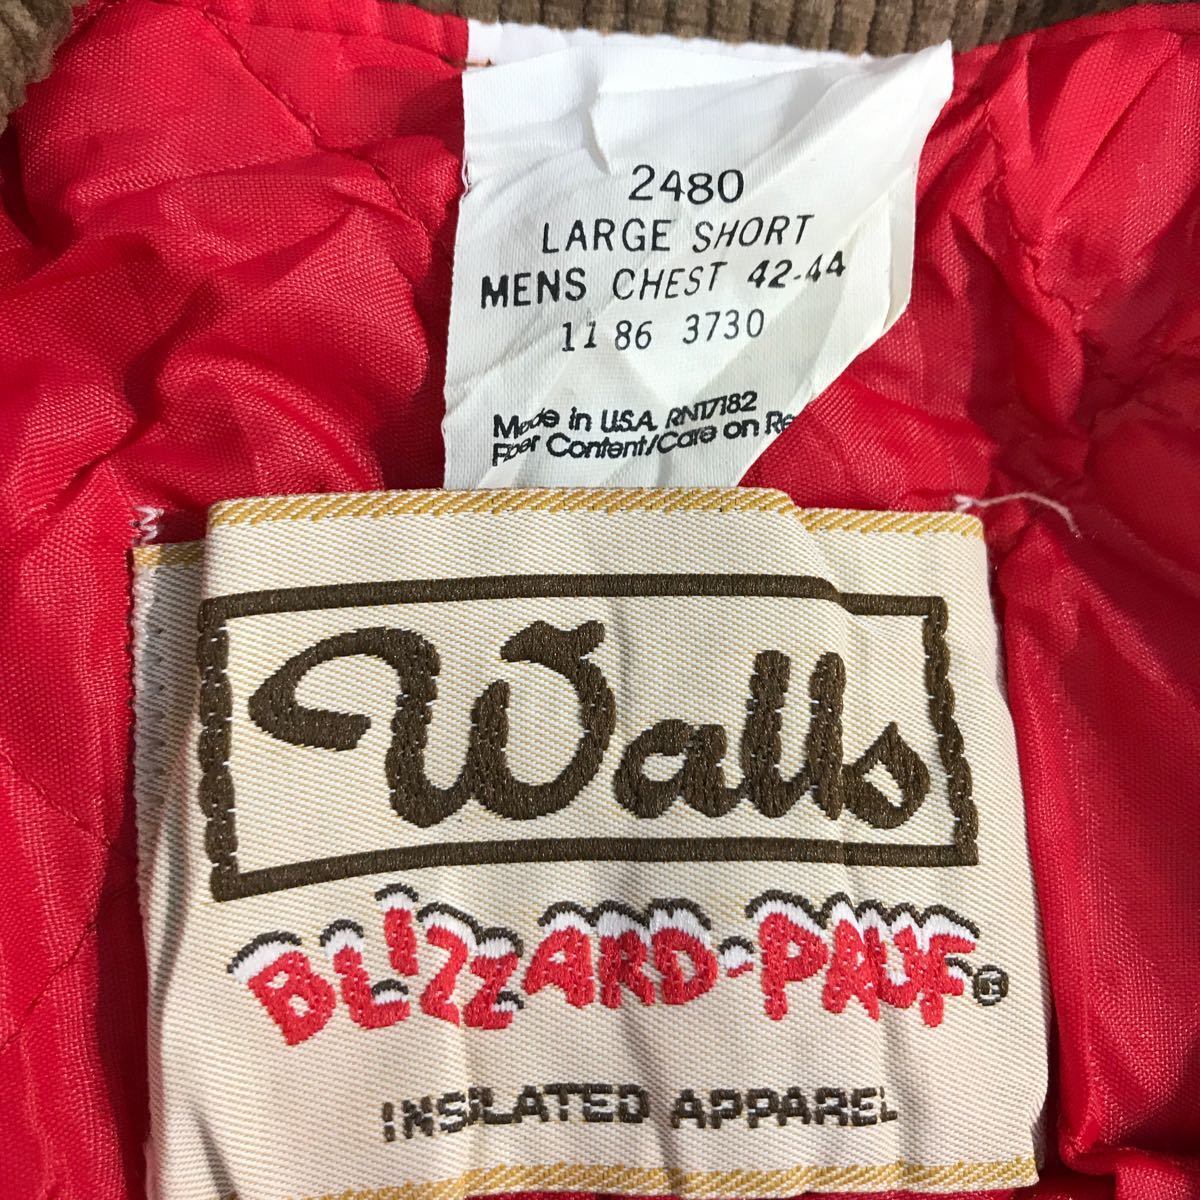 2480
LARGE SHORT
MENS CHEST 42-44
11 86 3730
Made in U.S.A. RN17182
Fiber Content/Care on Re
Walls
BLIZZARD-PRUF®
INSULATED APPAREL